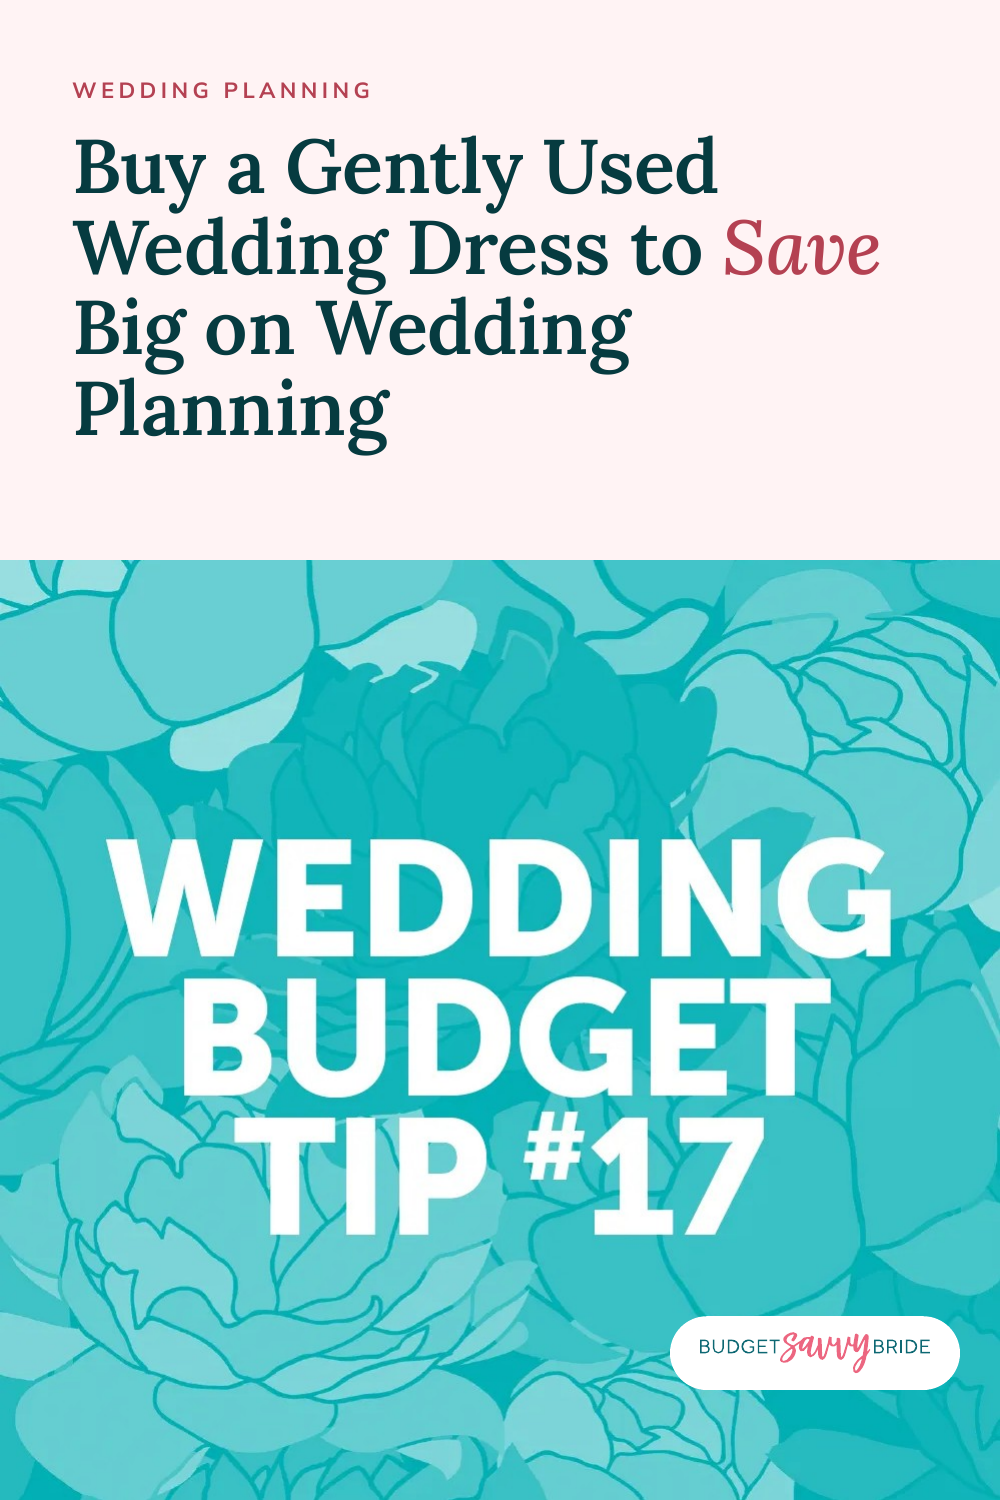 WEDDING PLANNING
Buy a Gently Used
Wedding Dress to Save
Big on Wedding
Planning
WEDDING
BUDGET
TIP #17
BUDGET savvy BRIDE